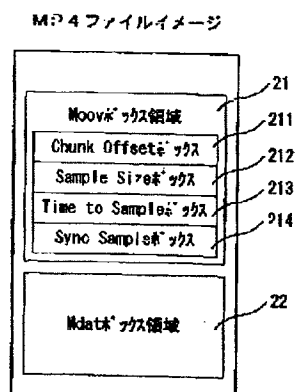 MP4ファイルイメージ
21
Moovボックス領域
211
Chunk Offsetボックス
212
Sample Sizeボックス
213
Time to Sampleボックス
214
Sync Sampleボックス
22
Mdatボックス領域